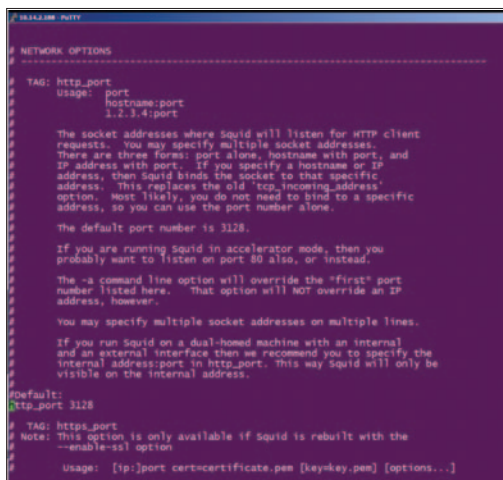 10.14.2.180 - PuTTY
# NETWORK OPTIONS
# -----------------------------------------------------------------------------
#  TAG: http_port
#       Usage:  port
#               hostname:port
#               1.2.3.4:port
#
#       The socket addresses where Squid will listen for HTTP client
#       requests.  You may specify multiple socket addresses.
#       There are three forms: port alone, hostname with port, and
#       IP address with port.  If you specify a hostname or IP
#       address, then Squid binds the socket to that specific
#       address.  This replaces the old 'tcp_incoming_address'
#       option.  Most likely, you do not need to bind to a specific
#       address, so you can use the port number alone.
#
#       The default port number is 3128.
#
#       If you are running Squid in accelerator mode, then you
#       probably want to listen on port 80 also, or instead.
#
#       The -a command line option will override the *first* port
#       number listed here.   That option will NOT override an IP
#       address, however.
#
#       You may specify multiple socket addresses on multiple lines.
#
#       If you run Squid on a dual-homed machine with an internal
#       and an external interface then we recommend you to specify the
#       internal address:port in http_port. This way Squid will only be
#       visible on the internal address.
#
#Default:
http_port 3128
#  TAG: https_port
# Note: This option is only available if Squid is rebuilt with the
#       --enable-ssl option
#
#        Usage:  [ip:]port cert=certificate.pem [key=key.pem] [options...]